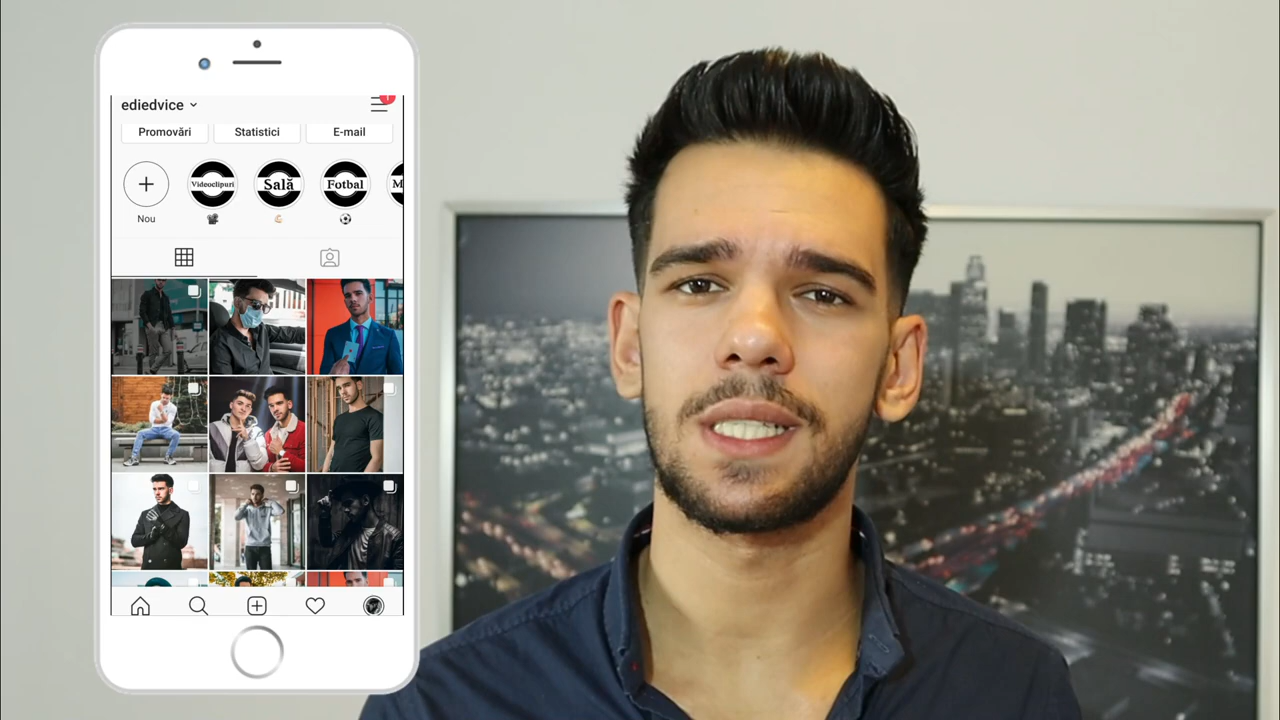 ediedvice
Promovări Statistici E-mail
Videoclipuri Sală Fotbal M
Nou